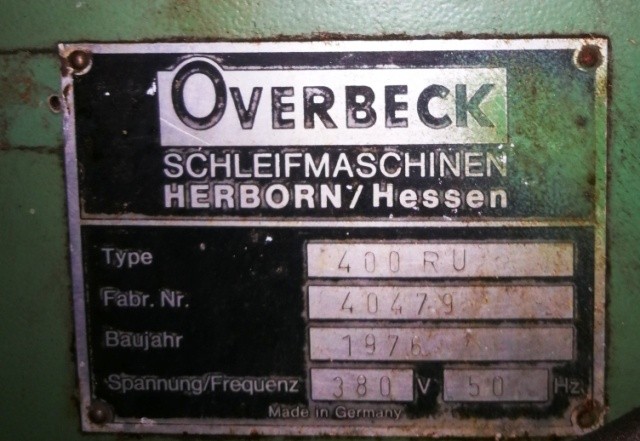 OVERBECK
SCHLEIFMASCHINEN
HERBORN/Hessen
Type 400 RU
Fabr. Nr. 40479
Baujahr 1976
Spannung/Frequenz 380 V 50 Hz
Made in Germany